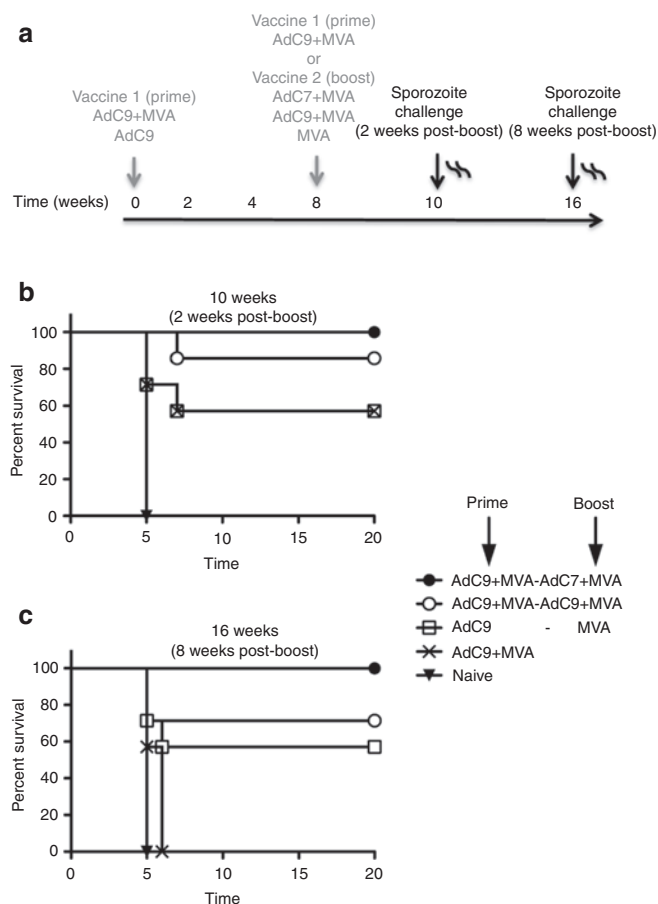 a
Vaccine 1 (prime)
AdC9+MVA
AdC9
Vaccine 1 (prime)
AdC9+MVA
or
Vaccine 2 (boost)
AdC7+MVA
AdC9+MVA
MVA
Sporozoite
challenge
(2 weeks post-boost)
Sporozoite
challenge
(8 weeks post-boost)
Time (weeks) 0 2 4 8 10 16
b
10 weeks
(2 weeks post-boost)
Percent survival
100
80
60
40
20
0
0 5 10 15 20
Time
Prime Boost
AdC9+MVA-AdC7+MVA
AdC9+MVA-AdC9+MVA
AdC9 - MVA
AdC9+MVA
Naive
c
16 weeks
(8 weeks post-boost)
Percent survival
100
80
60
40
20
0
0 5 10 15 20
Time